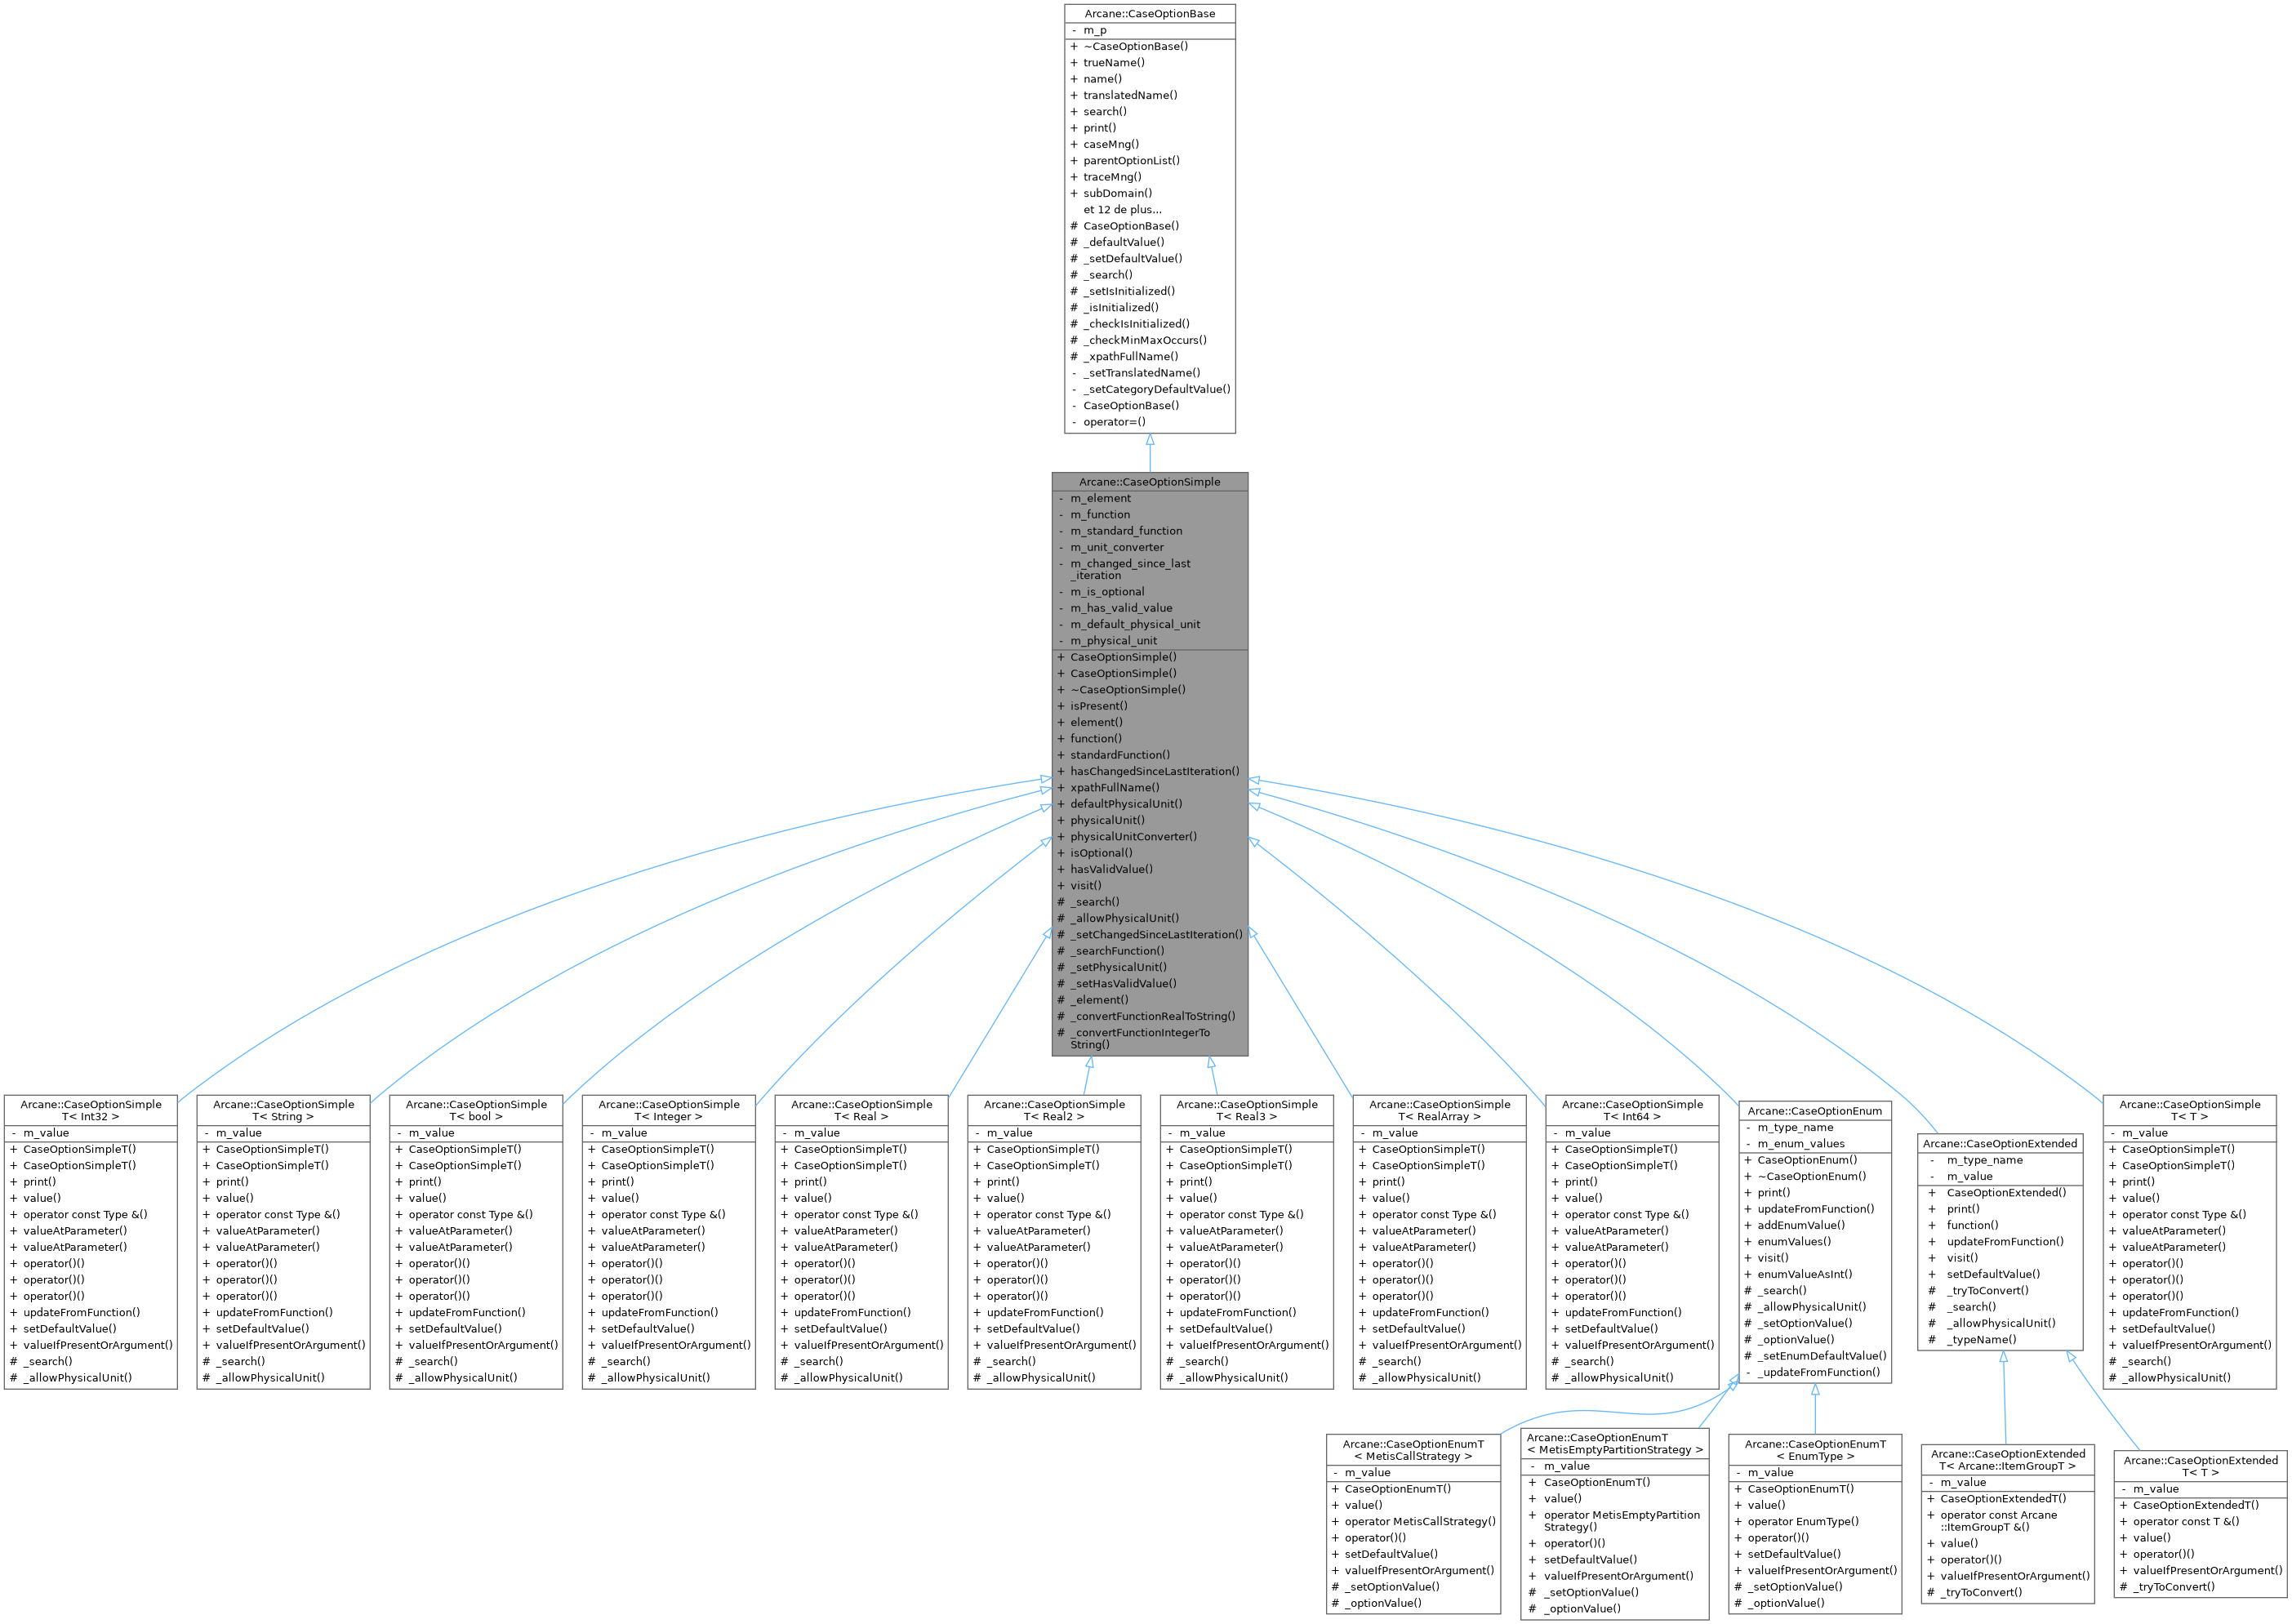 Arcane::CaseOptionBase
- m_p
+ ~CaseOptionBase()
+ trueName()
+ name()
+ translatedName()
+ search()
+ print()
+ caseMng()
+ parentOptionList()
+ traceMng()
+ subDomain()
et 12 de plus...
# CaseOptionBase()
# _defaultValue()
# _setDefaultValue()
# _search()
# _setIsInitialized()
# _isInitialized()
# _checkIsInitialized()
# _checkMinMaxOccurs()
# _xpathFullName()
- _setTranslatedName()
- _setCategoryDefaultValue()
- CaseOptionBase()
- operator=()
Arcane::CaseOptionSimple
- m_element
- m_function
- m_standard_function
- m_unit_converter
- m_changed_since_last
_iteration
- m_is_optional
- m_has_valid_value
- m_default_physical_unit
- m_physical_unit
+ CaseOptionSimple()
+ CaseOptionSimple()
+ ~CaseOptionSimple()
+ isPresent()
+ element()
+ function()
+ standardFunction()
+ hasChangedSinceLastIteration()
+ xpathFullName()
+ defaultPhysicalUnit()
+ physicalUnit()
+ physicalUnitConverter()
+ isOptional()
+ hasValidValue()
+ visit()
# _search()
# _allowPhysicalUnit()
# _setChangedSinceLastIteration()
# _searchFunction()
# _setPhysicalUnit()
# _setHasValidValue()
# _element()
# _convertFunctionRealToString()
# _convertFunctionIntegerTo
String()
Arcane::CaseOptionSimple
T< Int32 >
- m_value
+ CaseOptionSimpleT()
+ CaseOptionSimpleT()
+ print()
+ value()
+ operator const Type &()
+ valueAtParameter()
+ valueAtParameter()
+ operator()()
+ operator()()
+ operator()()
+ updateFromFunction()
+ setDefaultValue()
+ valueIfPresentOrArgument()
# _search()
# _allowPhysicalUnit()
Arcane::CaseOptionSimple
T< String >
- m_value
+ CaseOptionSimpleT()
+ CaseOptionSimpleT()
+ print()
+ value()
+ operator const Type &()
+ valueAtParameter()
+ valueAtParameter()
+ operator()()
+ operator()()
+ operator()()
+ updateFromFunction()
+ setDefaultValue()
+ valueIfPresentOrArgument()
# _search()
# _allowPhysicalUnit()
Arcane::CaseOptionSimple
T< bool >
- m_value
+ CaseOptionSimpleT()
+ CaseOptionSimpleT()
+ print()
+ value()
+ operator const Type &()
+ valueAtParameter()
+ valueAtParameter()
+ operator()()
+ operator()()
+ operator()()
+ updateFromFunction()
+ setDefaultValue()
+ valueIfPresentOrArgument()
# _search()
# _allowPhysicalUnit()
Arcane::CaseOptionSimple
T< Integer >
- m_value
+ CaseOptionSimpleT()
+ CaseOptionSimpleT()
+ print()
+ value()
+ operator const Type &()
+ valueAtParameter()
+ valueAtParameter()
+ operator()()
+ operator()()
+ operator()()
+ updateFromFunction()
+ setDefaultValue()
+ valueIfPresentOrArgument()
# _search()
# _allowPhysicalUnit()
Arcane::CaseOptionSimple
T< Real >
- m_value
+ CaseOptionSimpleT()
+ CaseOptionSimpleT()
+ print()
+ value()
+ operator const Type &()
+ valueAtParameter()
+ valueAtParameter()
+ operator()()
+ operator()()
+ operator()()
+ updateFromFunction()
+ setDefaultValue()
+ valueIfPresentOrArgument()
# _search()
# _allowPhysicalUnit()
Arcane::CaseOptionSimple
T< Real2 >
- m_value
+ CaseOptionSimpleT()
+ CaseOptionSimpleT()
+ print()
+ value()
+ operator const Type &()
+ valueAtParameter()
+ valueAtParameter()
+ operator()()
+ operator()()
+ operator()()
+ updateFromFunction()
+ setDefaultValue()
+ valueIfPresentOrArgument()
# _search()
# _allowPhysicalUnit()
Arcane::CaseOptionSimple
T< Real3 >
- m_value
+ CaseOptionSimpleT()
+ CaseOptionSimpleT()
+ print()
+ value()
+ operator const Type &()
+ valueAtParameter()
+ valueAtParameter()
+ operator()()
+ operator()()
+ operator()()
+ updateFromFunction()
+ setDefaultValue()
+ valueIfPresentOrArgument()
# _search()
# _allowPhysicalUnit()
Arcane::CaseOptionSimple
T< RealArray >
- m_value
+ CaseOptionSimpleT()
+ CaseOptionSimpleT()
+ print()
+ value()
+ operator const Type &()
+ valueAtParameter()
+ valueAtParameter()
+ operator()()
+ operator()()
+ operator()()
+ updateFromFunction()
+ setDefaultValue()
+ valueIfPresentOrArgument()
# _search()
# _allowPhysicalUnit()
Arcane::CaseOptionSimple
T< Int64 >
- m_value
+ CaseOptionSimpleT()
+ CaseOptionSimpleT()
+ print()
+ value()
+ operator const Type &()
+ valueAtParameter()
+ valueAtParameter()
+ operator()()
+ operator()()
+ operator()()
+ updateFromFunction()
+ setDefaultValue()
+ valueIfPresentOrArgument()
# _search()
# _allowPhysicalUnit()
Arcane::CaseOptionEnum
- m_type_name
- m_enum_values
+ CaseOptionEnum()
+ ~CaseOptionEnum()
+ print()
+ updateFromFunction()
+ addEnumValue()
+ enumValues()
+ visit()
+ enumValueAsInt()
# _search()
# _allowPhysicalUnit()
# _setOptionValue()
# _optionValue()
# _setEnumDefaultValue()
- _updateFromFunction()
Arcane::CaseOptionExtended
- m_type_name
- m_value
+ CaseOptionExtended()
+ print()
+ function()
+ updateFromFunction()
+ visit()
+ setDefaultValue()
# _tryToConvert()
# _search()
# _allowPhysicalUnit()
# _typeName()
Arcane::CaseOptionSimple
T< T >
- m_value
+ CaseOptionSimpleT()
+ CaseOptionSimpleT()
+ print()
+ value()
+ operator const Type &()
+ valueAtParameter()
+ valueAtParameter()
+ operator()()
+ operator()()
+ operator()()
+ updateFromFunction()
+ setDefaultValue()
+ valueIfPresentOrArgument()
# _search()
# _allowPhysicalUnit()
Arcane::CaseOptionEnumT
< MetisCallStrategy >
- m_value
+ CaseOptionEnumT()
+ value()
+ operator MetisCallStrategy()
+ operator()()
+ setDefaultValue()
+ valueIfPresentOrArgument()
# _setOptionValue()
# _optionValue()
Arcane::CaseOptionEnumT
< MetisEmptyPartitionStrategy >
- m_value
+ CaseOptionEnumT()
+ value()
+ operator MetisEmptyPartition
Strategy()
+ operator()()
+ setDefaultValue()
+ valueIfPresentOrArgument()
# _setOptionValue()
# _optionValue()
Arcane::CaseOptionEnumT
< EnumType >
- m_value
+ CaseOptionEnumT()
+ value()
+ operator EnumType()
+ operator()()
+ setDefaultValue()
+ valueIfPresentOrArgument()
# _setOptionValue()
# _optionValue()
Arcane::CaseOptionExtended
T< Arcane::ItemGroupT >
- m_value
+ CaseOptionExtendedT()
+ operator const Arcane
::ItemGroupT &()
+ value()
+ operator()()
+ valueIfPresentOrArgument()
# _tryToConvert()
Arcane::CaseOptionExtended
T< T >
- m_value
+ CaseOptionExtendedT()
+ operator const T &()
+ value()
+ operator()()
+ valueIfPresentOrArgument()
# _tryToConvert()